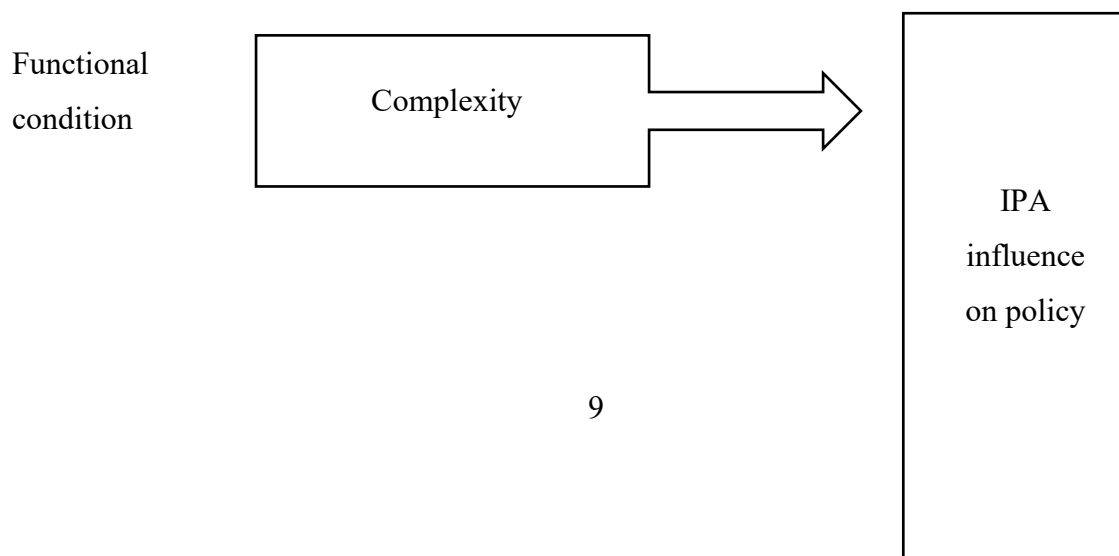 Functional
condition
Complexity
IPA
influence
on policy
9